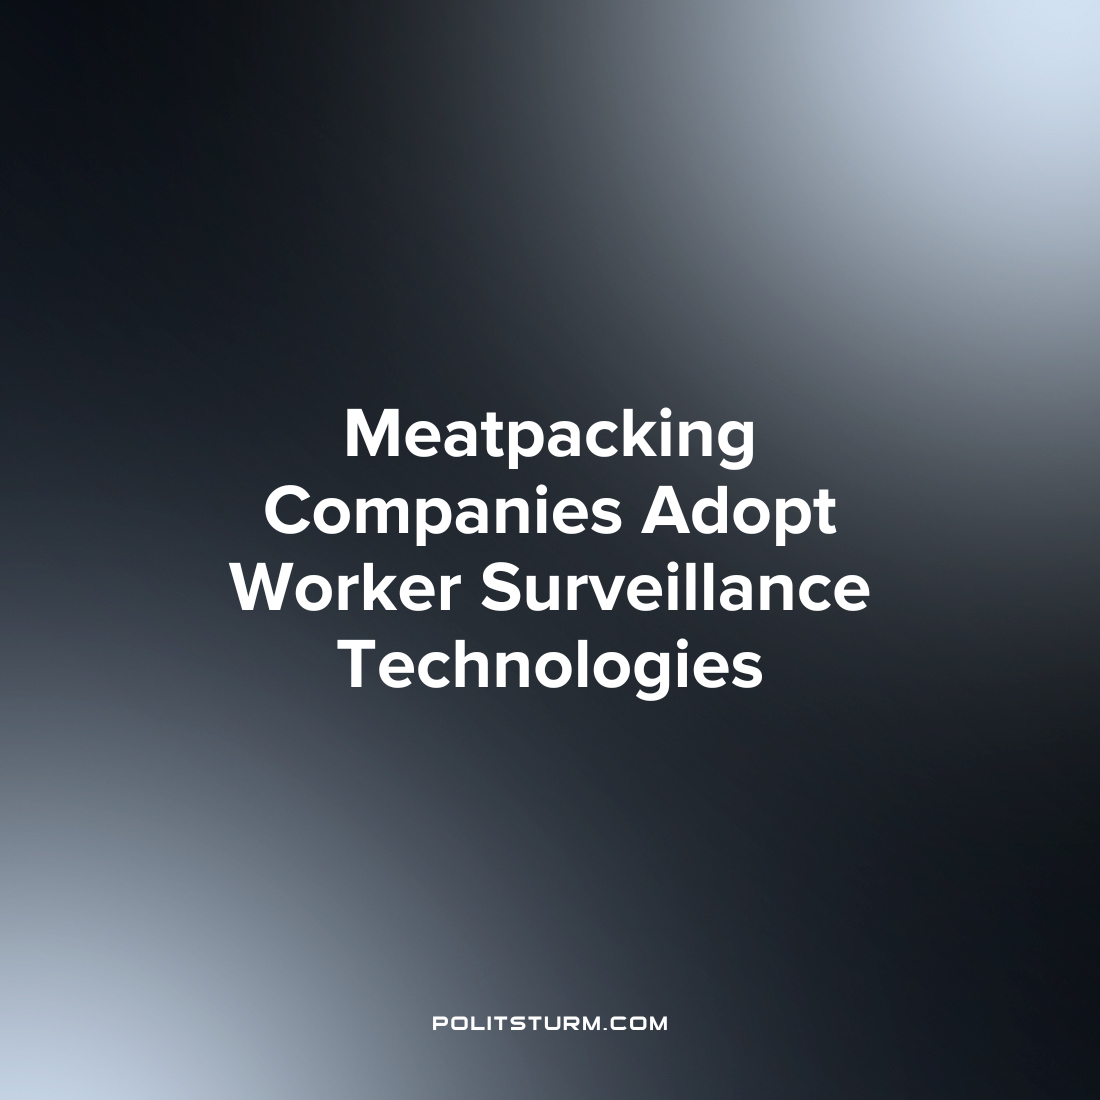 Meatpacking
Companies Adopt
Worker Surveillance
Technologies
POLITSTURM.COM